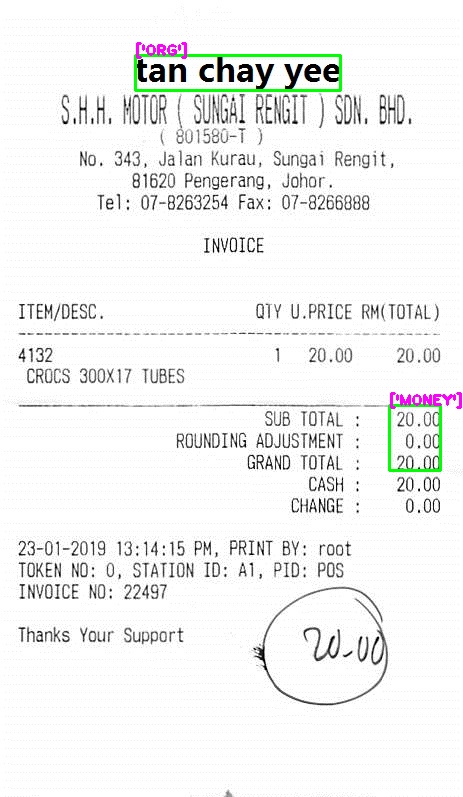 ['ORG']
tan chay yee
S.H.H. MOTOR ( SUNGAI RENGIT ) SDN. BHD.
( 801580-T )
No. 343, Jalan Kurau, Sungai Rengit,
81620 Pengerang, Johor.
Tel: 07-8263254 Fax: 07-8266888
INVOICE
ITEM/DESC. QTY U.PRICE RM(TOTAL)
4132 1 20.00 20.00
CROCS 300X17 TUBES
['MONEY']
SUB TOTAL : 20.00
ROUNDING ADJUSTMENT : 0.00
GRAND TOTAL : 20.00
CASH : 20.00
CHANGE : 0.00
23-01-2019 13:14:15 PM, PRINT BY: root
TOKEN NO: 0, STATION ID: A1, PID: POS
INVOICE NO: 22497
Thanks Your Support
20-00